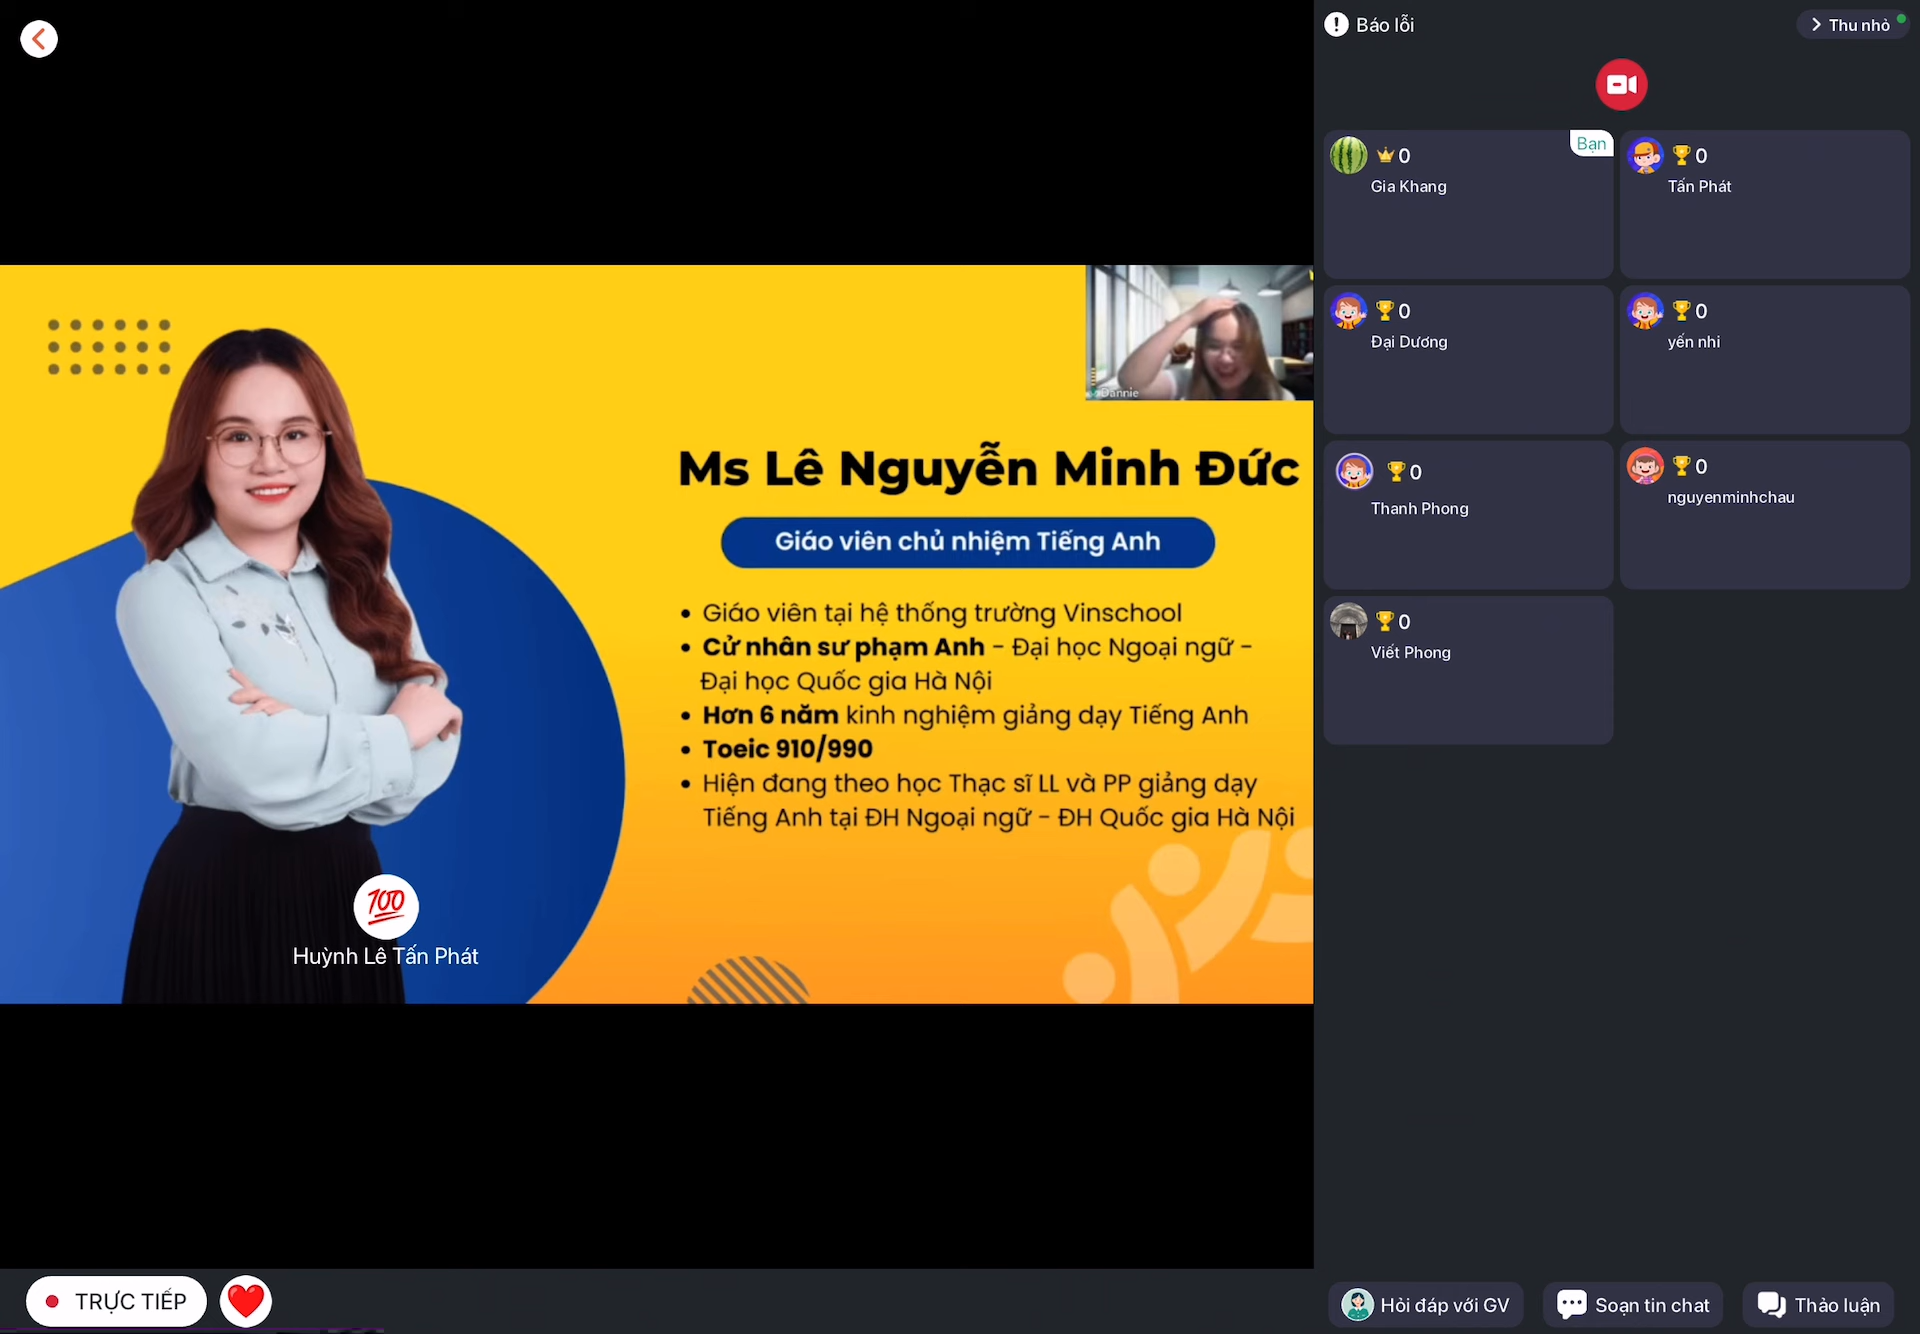 Báo lỗi
Thu nhỏ
Bạn
0
Gia Khang
0
Tấn Phát
0
Đại Dương
0
yến nhi
0
Thanh Phong
0
nguyenminhchau
0
Viết Phong
Dannie
Ms Lê Nguyễn Minh Đức
Giáo viên chủ nhiệm Tiếng Anh
Giáo viên tại hệ thống trường Vinschool
Cử nhân sư phạm Anh - Đại học Ngoại ngữ -
Đại học Quốc gia Hà Nội
Hơn 6 năm kinh nghiệm giảng dạy Tiếng Anh
Toeic 910/990
Hiện đang theo học Thạc sĩ LL và PP giảng dạy
Tiếng Anh tại ĐH Ngoại ngữ - ĐH Quốc gia Hà Nội
100
Huỳnh Lê Tấn Phát
TRỰC TIẾP
Hỏi đáp với GV
Soạn tin chat
Thảo luận